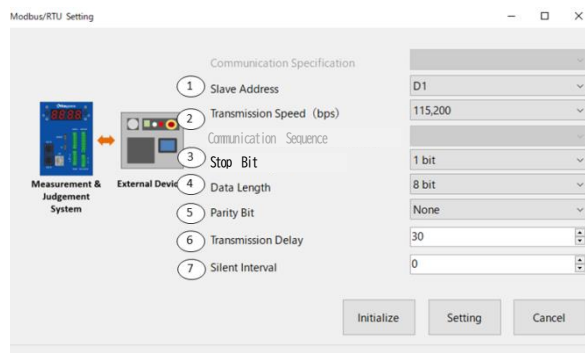 Modbus/RTU Setting
Communication Specification
1 Slave Address D1
2 Transmission Speed (bps) 115,200
Communication Sequence
3 Stop Bit 1 bit
4 Data Length 8 bit
5 Parity Bit None
6 Transmission Delay 30
7 Silent Interval 0
Measurement &
Judgement
System
External Devic
Initialize Setting Cancel